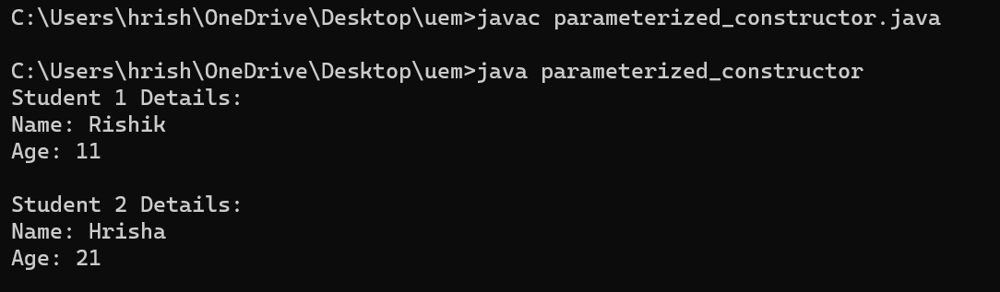 C:\Users\hrish\OneDrive\Desktop\uem>javac parameterized_constructor.java
C:\Users\hrish\OneDrive\Desktop\uem>java parameterized_constructor
Student 1 Details:
Name: Rishik
Age: 11
Student 2 Details:
Name: Hrisha
Age: 21